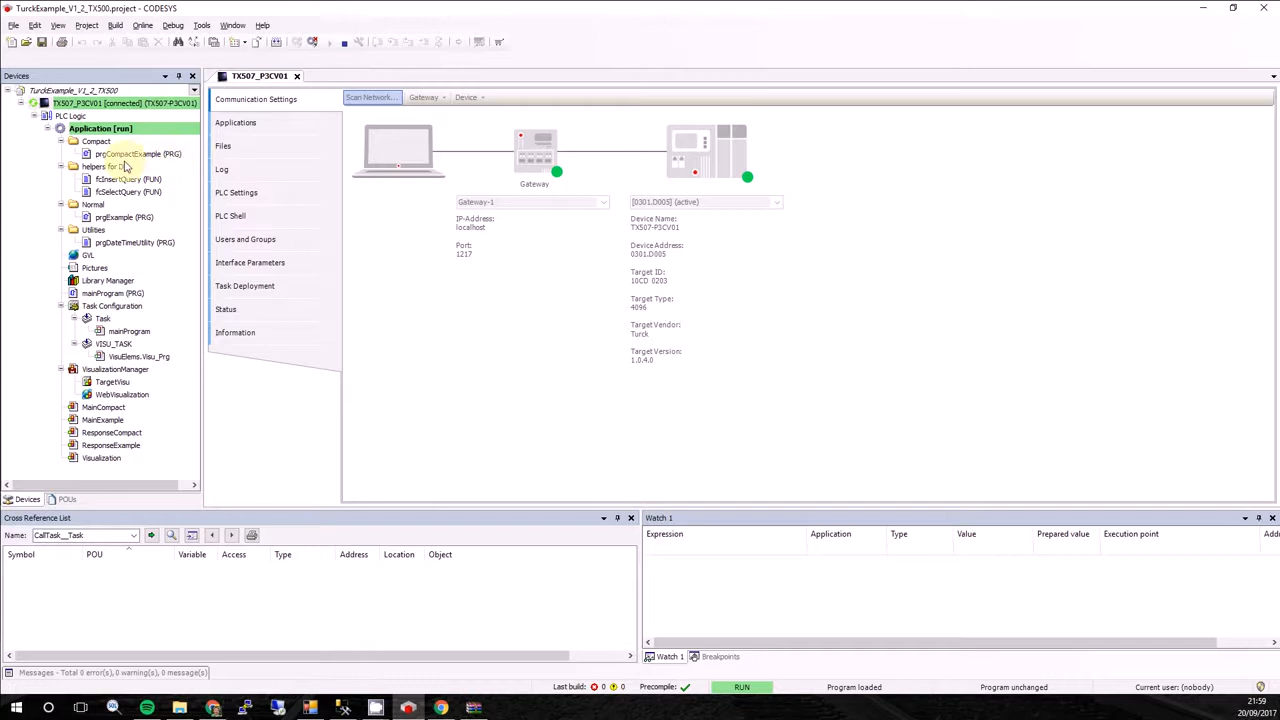 TurckExample_V1_2_TX500.project - CODESYS
File Edit View Project Build Online Debug Tools Window Help
Devices
TurckExample_V1_2_TX500
TX507_P3CV01 [connected] (TX507-P3CV01)
PLC Logic
Application [run]
Compact
prgCompactExample (PRG)
helpers for
fcInsertQuery (FUN)
fcSelectQuery (FUN)
Normal
prgExample (PRG)
Utilities
prgDateTimeUtility (PRG)
GVL
Pictures
Library Manager
mainProgram (PRG)
Task Configuration
Task
mainProgram
VISU_TASK
VisuElems.Visu_Prg
VisualizationManager
TargetVisu
WebVisualization
MainCompact
MainExample
ResponseCompact
ResponseExample
Visualization
Devices POUs
TX507_P3CV01
Communication Settings
Applications
Files
Log
PLC Settings
PLC Shell
Users and Groups
Interface Parameters
Task Deployment
Status
Information
Scan Network... Gateway Device
Gateway
Gateway-1
IP-Address:
localhost
Port:
1217
[0301.D005] (active)
Device Name:
TX507-P3CV01
Device Address:
0301.D005
Target ID:
10CD 0203
Target Type:
4096
Target Vendor:
Turck
Target Version:
1.0.4.0
Cross Reference List
Name: CallTask__Task
Symbol POU Variable Access Type Address Location Object
Watch 1
Expression Application Type Value Prepared value Execution point Addr
Watch 1 Breakpoints
Messages - Total 0 error(s), 0 warning(s), 0 message(s)
Last build: 0 0 Precompile: RUN Program loaded Program unchanged Current user: (nobody)
21:59
20/09/2017